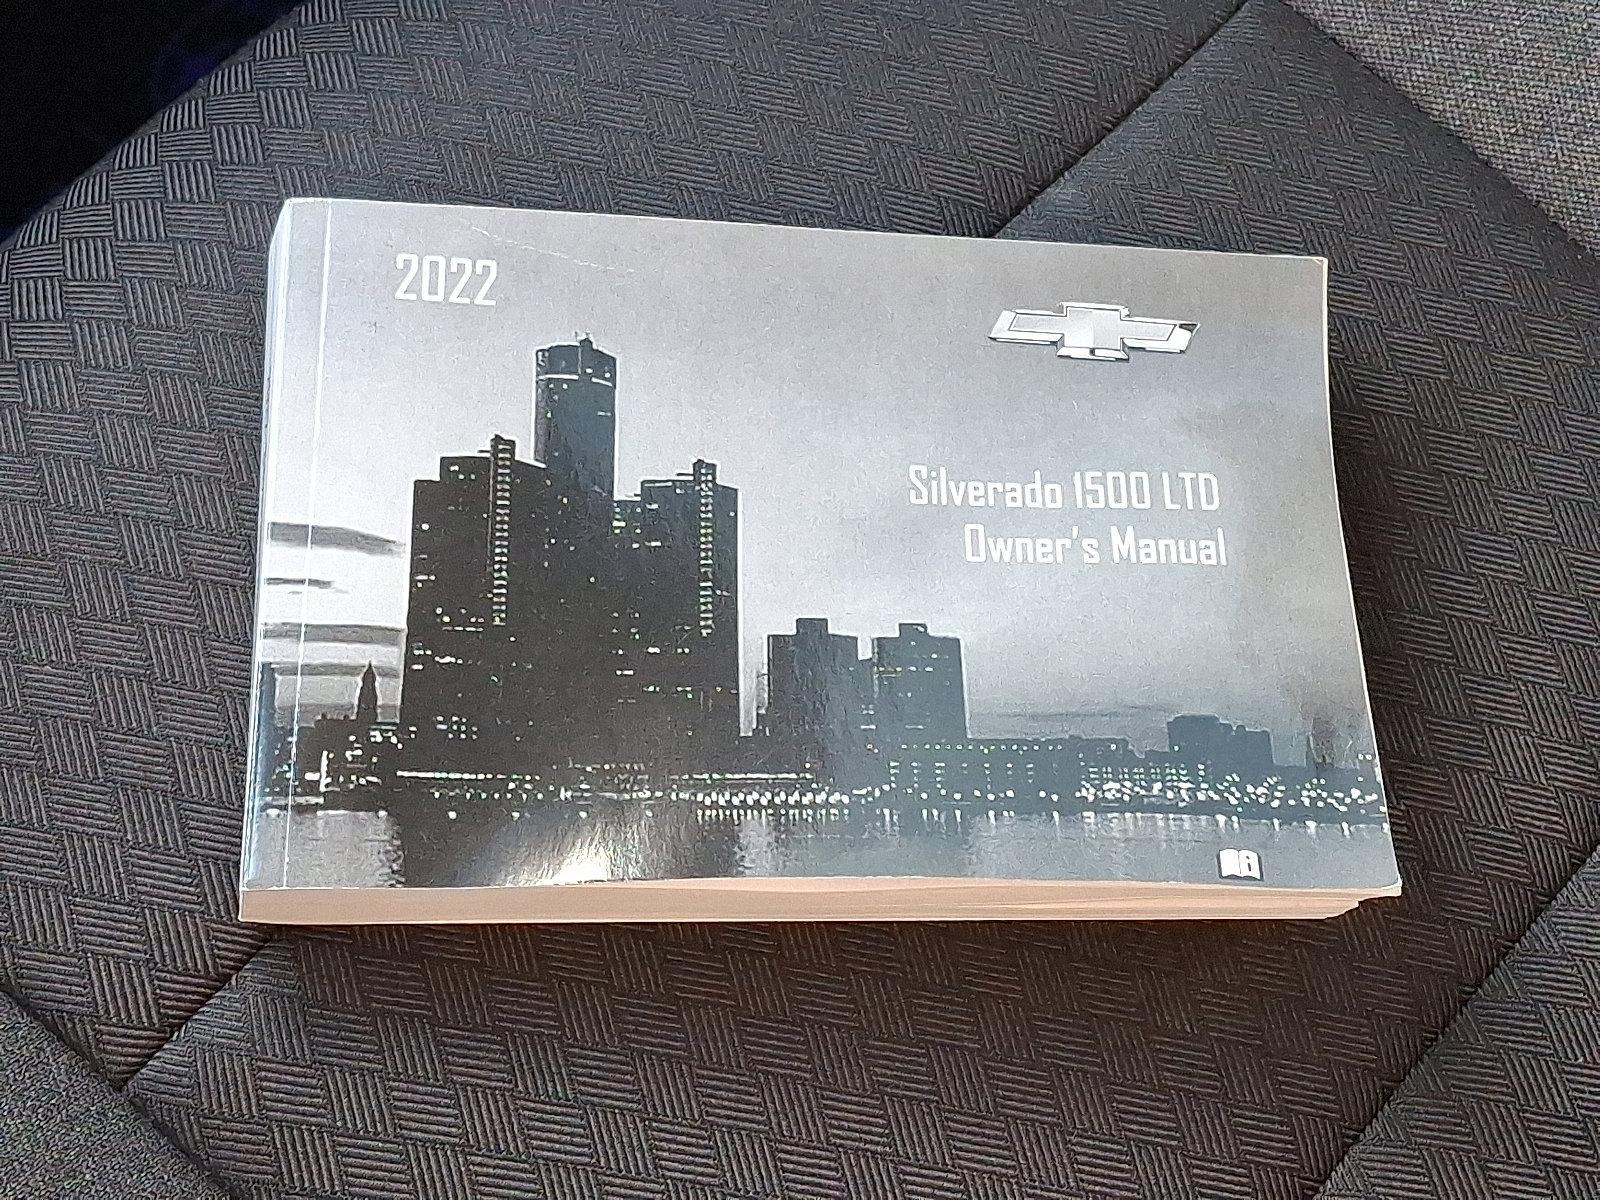 2022
Silverado 1500 LTD
Owner's Manual